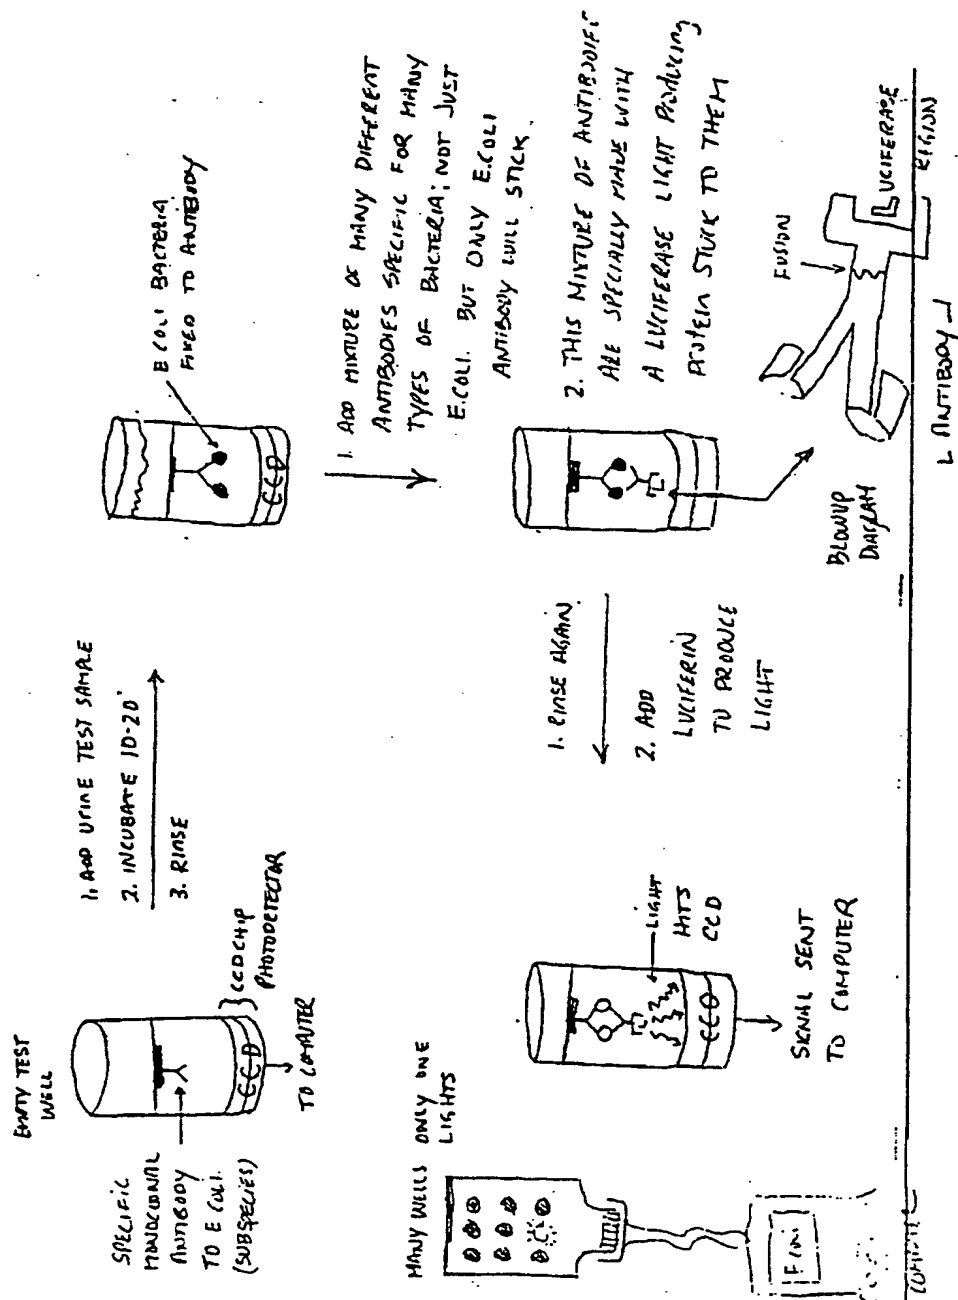 EMPTY TEST
WELL
SPECIFIC
MONOCLONAL
ANTIBODY
TO E COLI.
(SUBSPECIES)
CCD
CCD CHIP
PHOTODETECTOR
TO COMPUTER
1. ADD URINE TEST SAMPLE
2. INCUBATE 10-20'
3. RINSE
E COLI BACTERIA
FIXED TO ANTIBODY
CCD
1. ADD MIXTURE OF MANY DIFFERENT
ANTIBODIES SPECIFIC FOR MANY
TYPES OF BACTERIA; NOT JUST
E.COLI. BUT ONLY E.COLI
ANTIBODY WILL STICK.
2. THIS MIXTURE OF ANTIBODIES
ARE SPECIALLY MADE WITH
A LUCIFERASE LIGHT PRODUCING
PROTEIN STUCK TO THEM
BLOWUP
DIAGRAM
FUSION
LUCIFERASE
REGION
ANTIBODY
1. RINSE AGAIN
2. ADD
LUCIFERIN
TO PRODUCE
LIGHT
LIGHT
HITS
CCD
CCD
SIGNAL SENT
TO COMPUTER
MANY WELLS ONLY ONE
LIGHTS